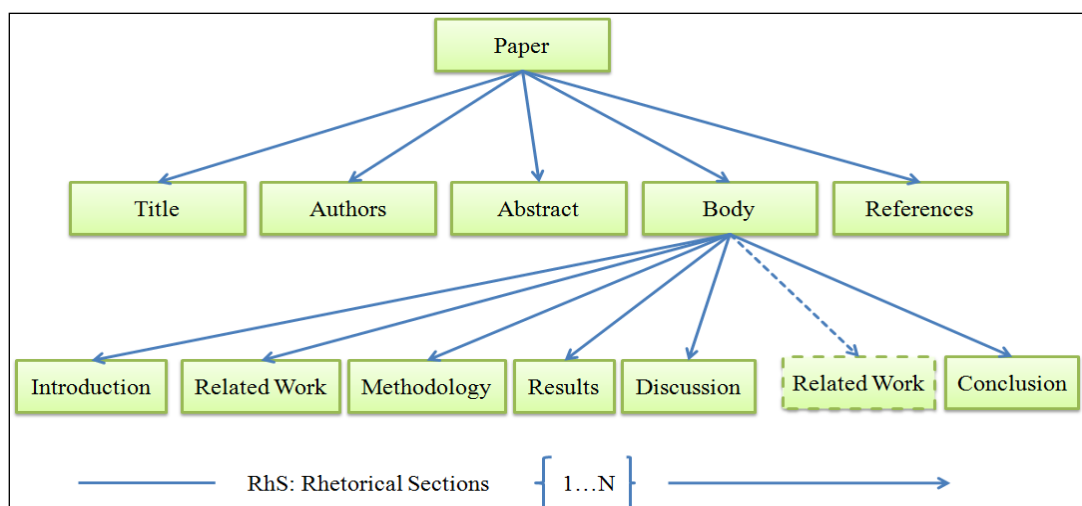 Paper
Title Authors Abstract Body References
Introduction Related Work Methodology Results Discussion Related Work Conclusion
RhS: Rhetorical Sections 1...N